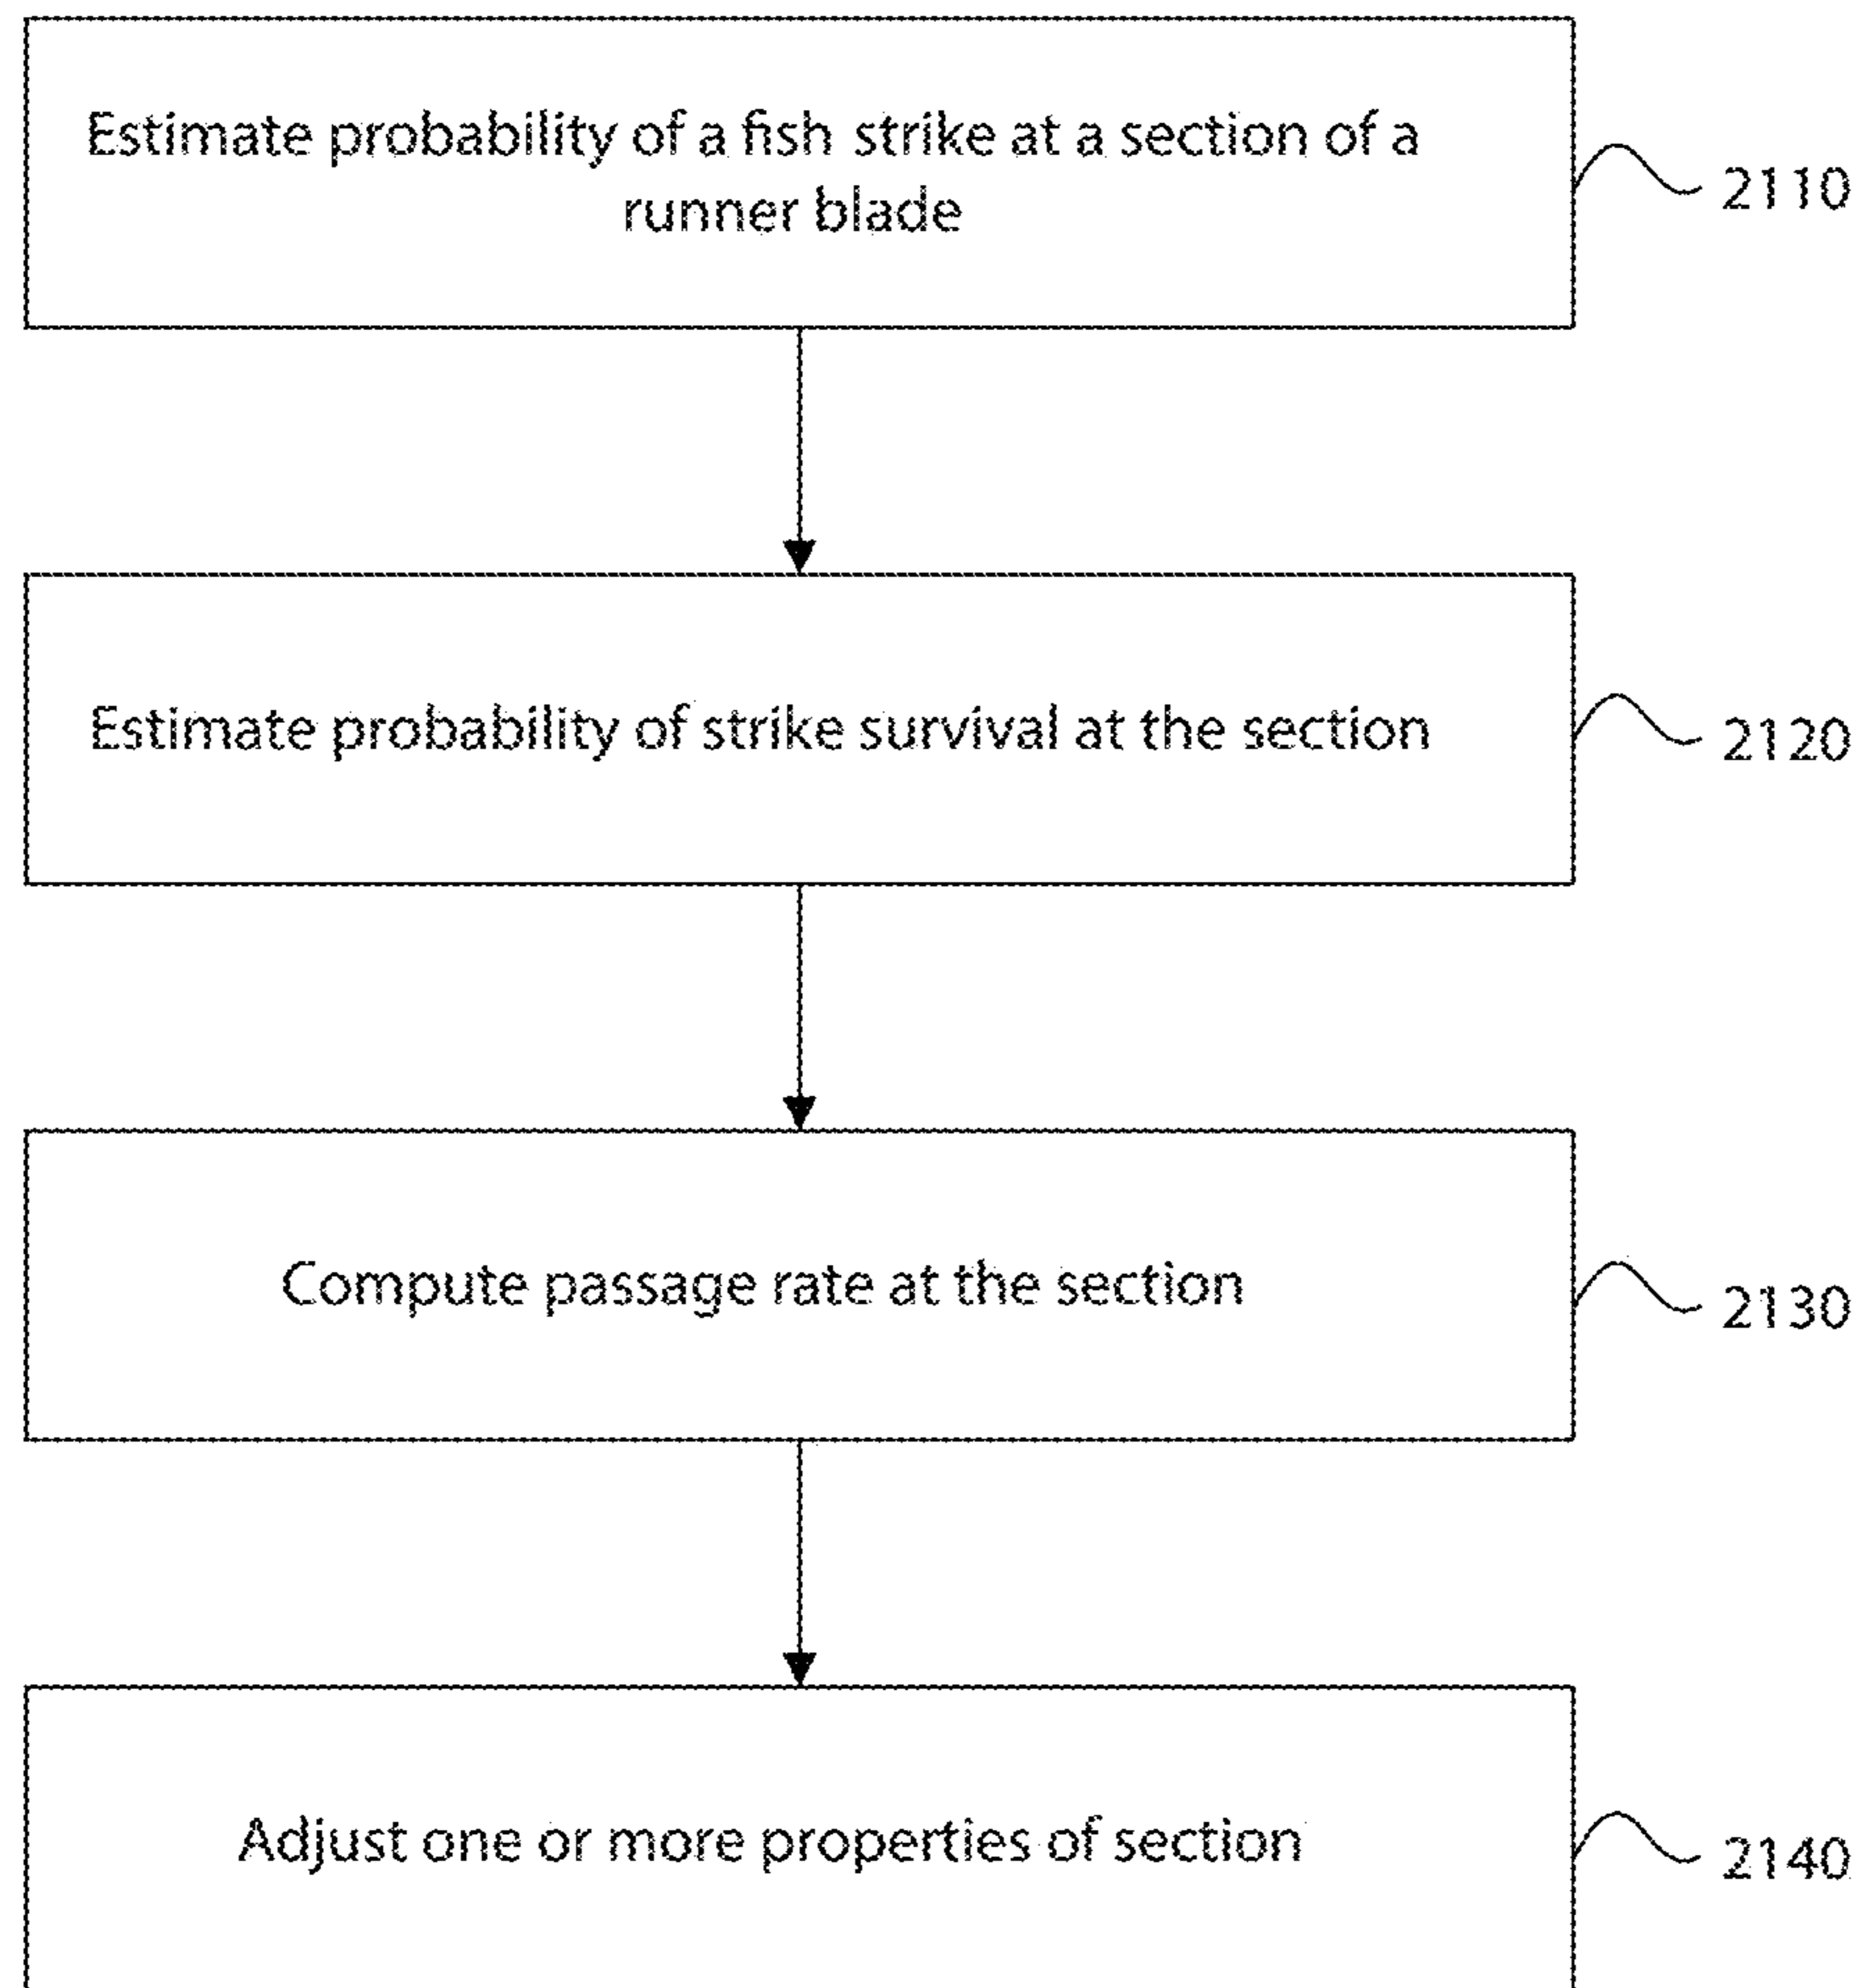 Estimate probability of a fish strike at a section of a
runner blade
2110
Estimate probability of strike survival at the section
2120
Compute passage rate at the section
2130
Adjust one or more properties of section
2140